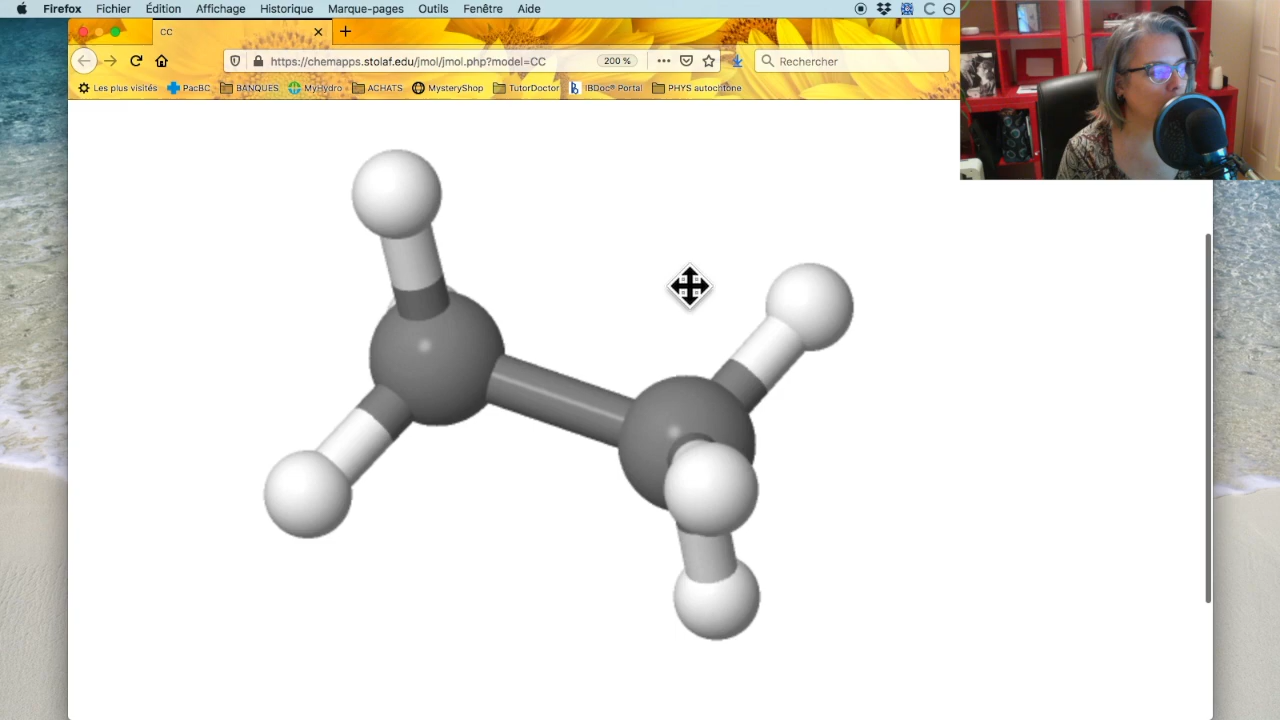 Firefox Fichier Édition Affichage Historique Marque-pages Outils Fenêtre Aide
CC
https://chemapps.stolaf.edu/jmol/jmol.php?model=CC 200 % Rechercher
Les plus visités PacBC BANQUES MyHydro ACHATS MysteryShop TutorDoctor IBDoc® Portal PHYS autochtone